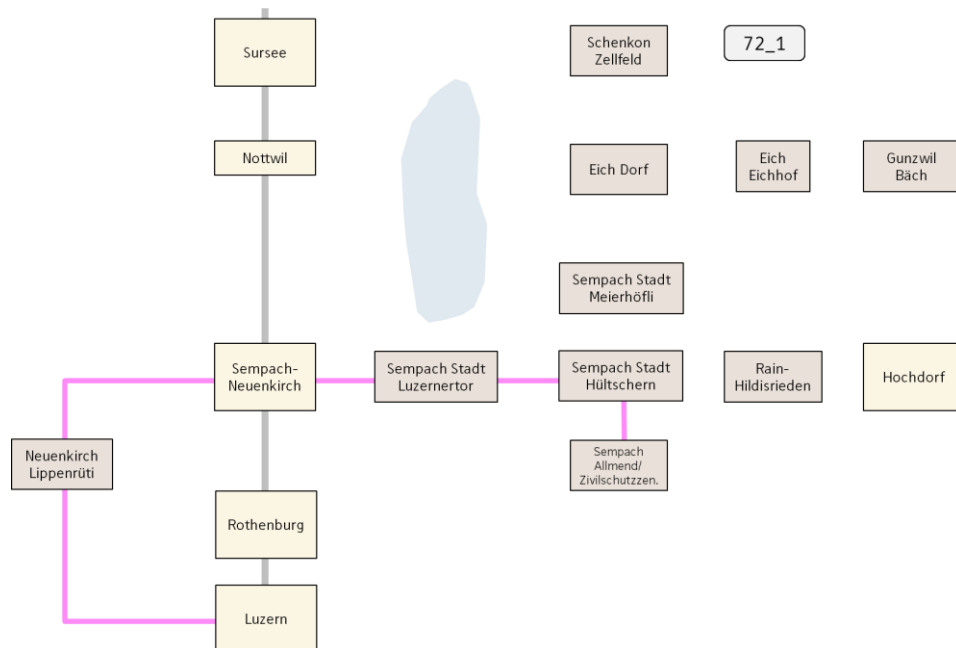 Sursee
Schenkon
Zellfeld
72_1
Nottwil
Eich Dorf
Eich
Eichhof
Gunzwil
Bäch
Sempach Stadt
Meierhöfli
Sempach-
Neuenkirch
Sempach Stadt
Luzernertor
Sempach Stadt
Hültschern
Rain-
Hildisrieden
Hochdorf
Neuenkirch
Lippenrüti
Sempach
Allmend/
Zivilschutzzen.
Rothenburg
Luzern